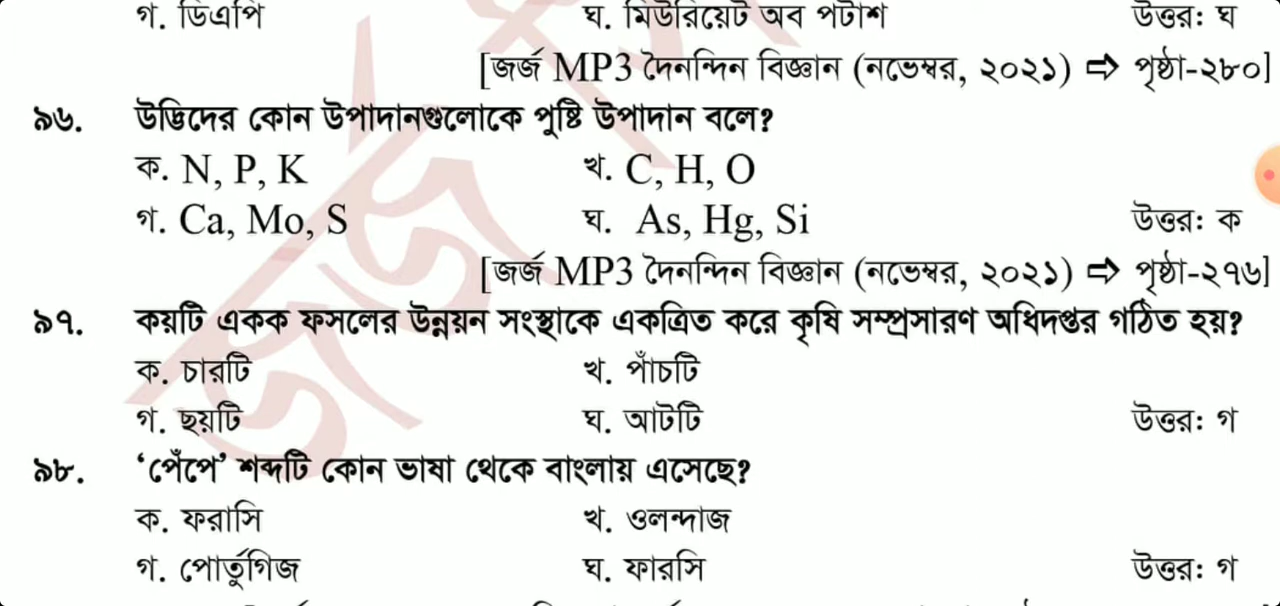 গ. ডিএপি ঘ. মিউরিয়েট অব পটাশ উত্তর: ঘ
[জর্জ MP3 দৈনন্দিন বিজ্ঞান (নভেম্বর, ২০২১) ⇨ পৃষ্ঠা-২৮০]
৯৬. উদ্ভিদের কোন উপাদানগুলোকে পুষ্টি উপাদান বলে?
ক. N, P, K খ. C, H, O
গ. Ca, Mo, S ঘ. As, Hg, Si উত্তর: ক
[জর্জ MP3 দৈনন্দিন বিজ্ঞান (নভেম্বর, ২০২১) ⇨ পৃষ্ঠা-২৭৬]
৯৭. কয়টি একক ফসলের উন্নয়ন সংস্থাকে একত্রিত করে কৃষি সম্প্রসারণ অধিদপ্তর গঠিত হয়?
ক. চারটি খ. পাঁচটি
গ. ছয়টি ঘ. আটটি উত্তর: গ
৯৮. ‘পেঁপে’ শব্দটি কোন ভাষা থেকে বাংলায় এসেছে?
ক. ফরাসি খ. ওলন্দাজ
গ. পোর্তুগিজ ঘ. ফারসি উত্তর: গ